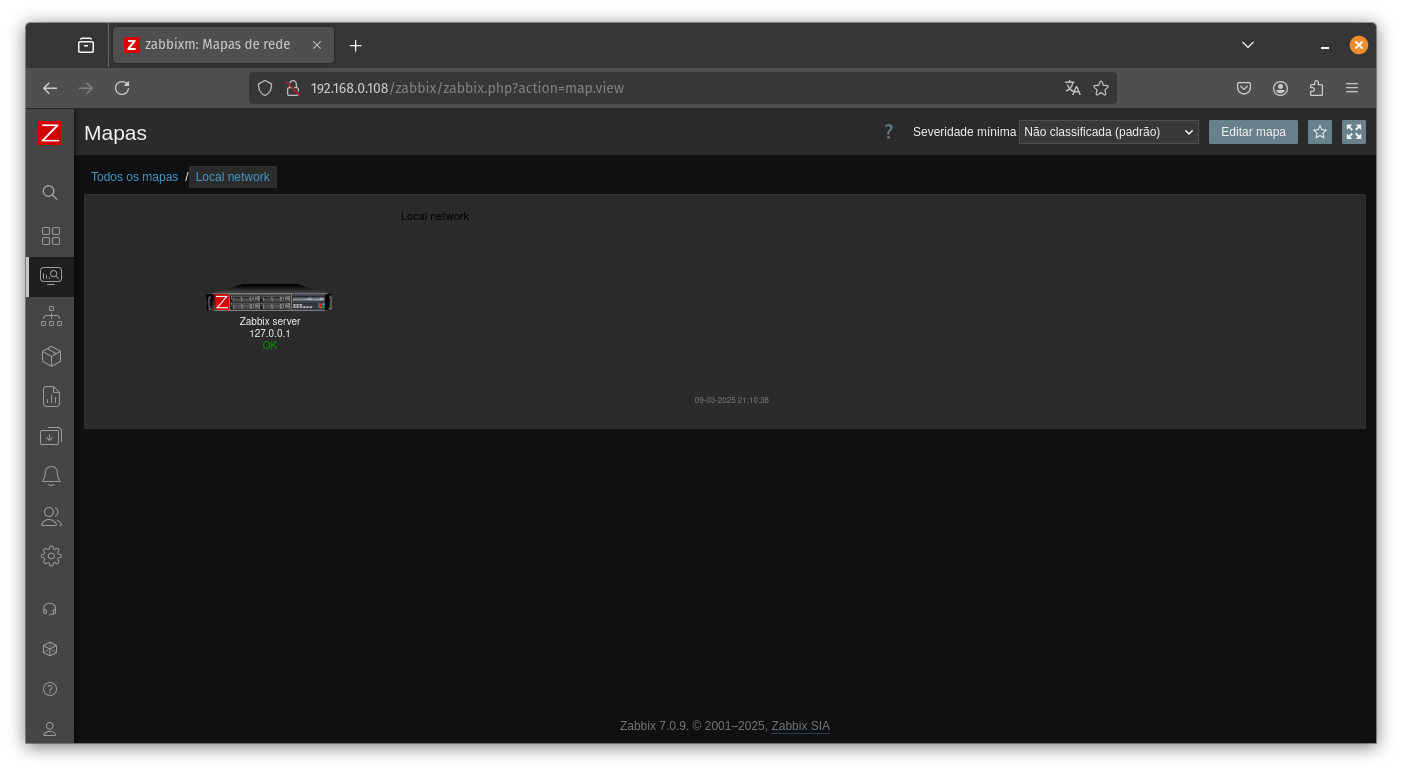 zabbixm: Mapas de rede
192.168.0.108/zabbix/zabbix.php?action=map.view
Mapas
? Severidade mínima Não classificada (padrão) Editar mapa
Todos os mapas / Local network
Local network
Zabbix server
127.0.0.1
OK
09-03-2025 21:10:38
Zabbix 7.0.9. © 2001–2025, Zabbix SIA